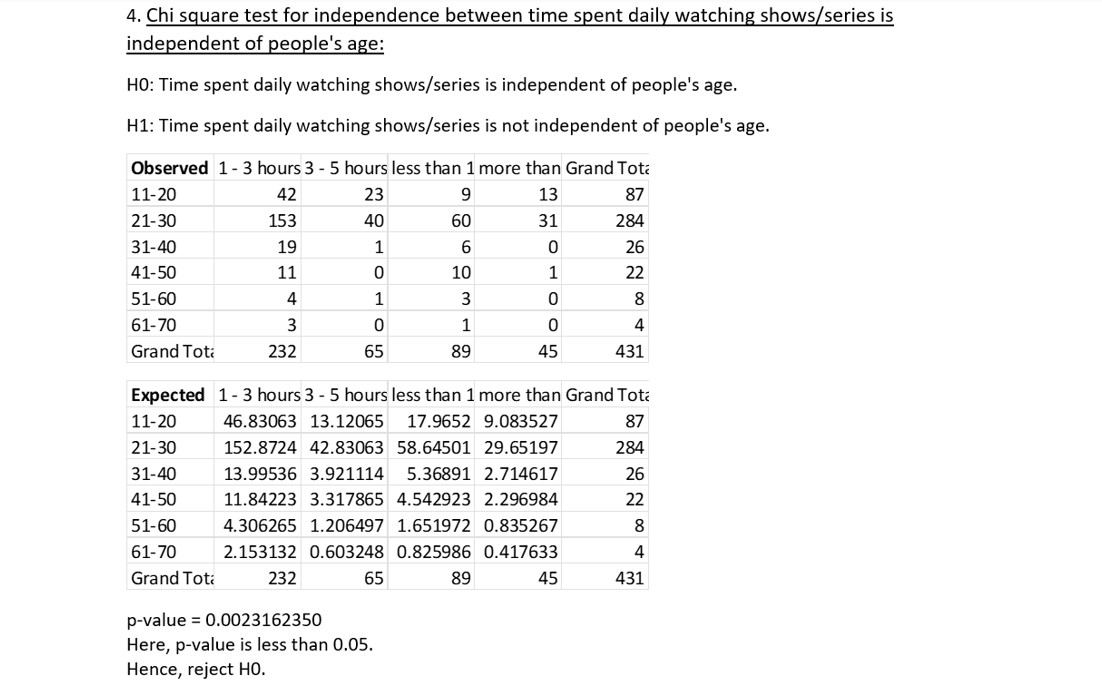 4. Chi square test for independence between time spent daily watching shows/series is
independent of people's age:
H0: Time spent daily watching shows/series is independent of people's age.
H1: Time spent daily watching shows/series is not independent of people's age.
Observed 1 - 3 hours 3 - 5 hours less than 1 more than Grand Tota
11-20 42 23 9 13 87
21-30 153 40 60 31 284
31-40 19 1 6 0 26
41-50 11 0 10 1 22
51-60 4 1 3 0 8
61-70 3 0 1 0 4
Grand Tota 232 65 89 45 431
Expected 1 - 3 hours 3 - 5 hours less than 1 more than Grand Tota
11-20 46.83063 13.12065 17.9652 9.083527 87
21-30 152.8724 42.83063 58.64501 29.65197 284
31-40 13.99536 3.921114 5.36891 2.714617 26
41-50 11.84223 3.317865 4.542923 2.296984 22
51-60 4.306265 1.206497 1.651972 0.835267 8
61-70 2.153132 0.603248 0.825986 0.417633 4
Grand Tota 232 65 89 45 431
p-value = 0.0023162350
Here, p-value is less than 0.05.
Hence, reject H0.